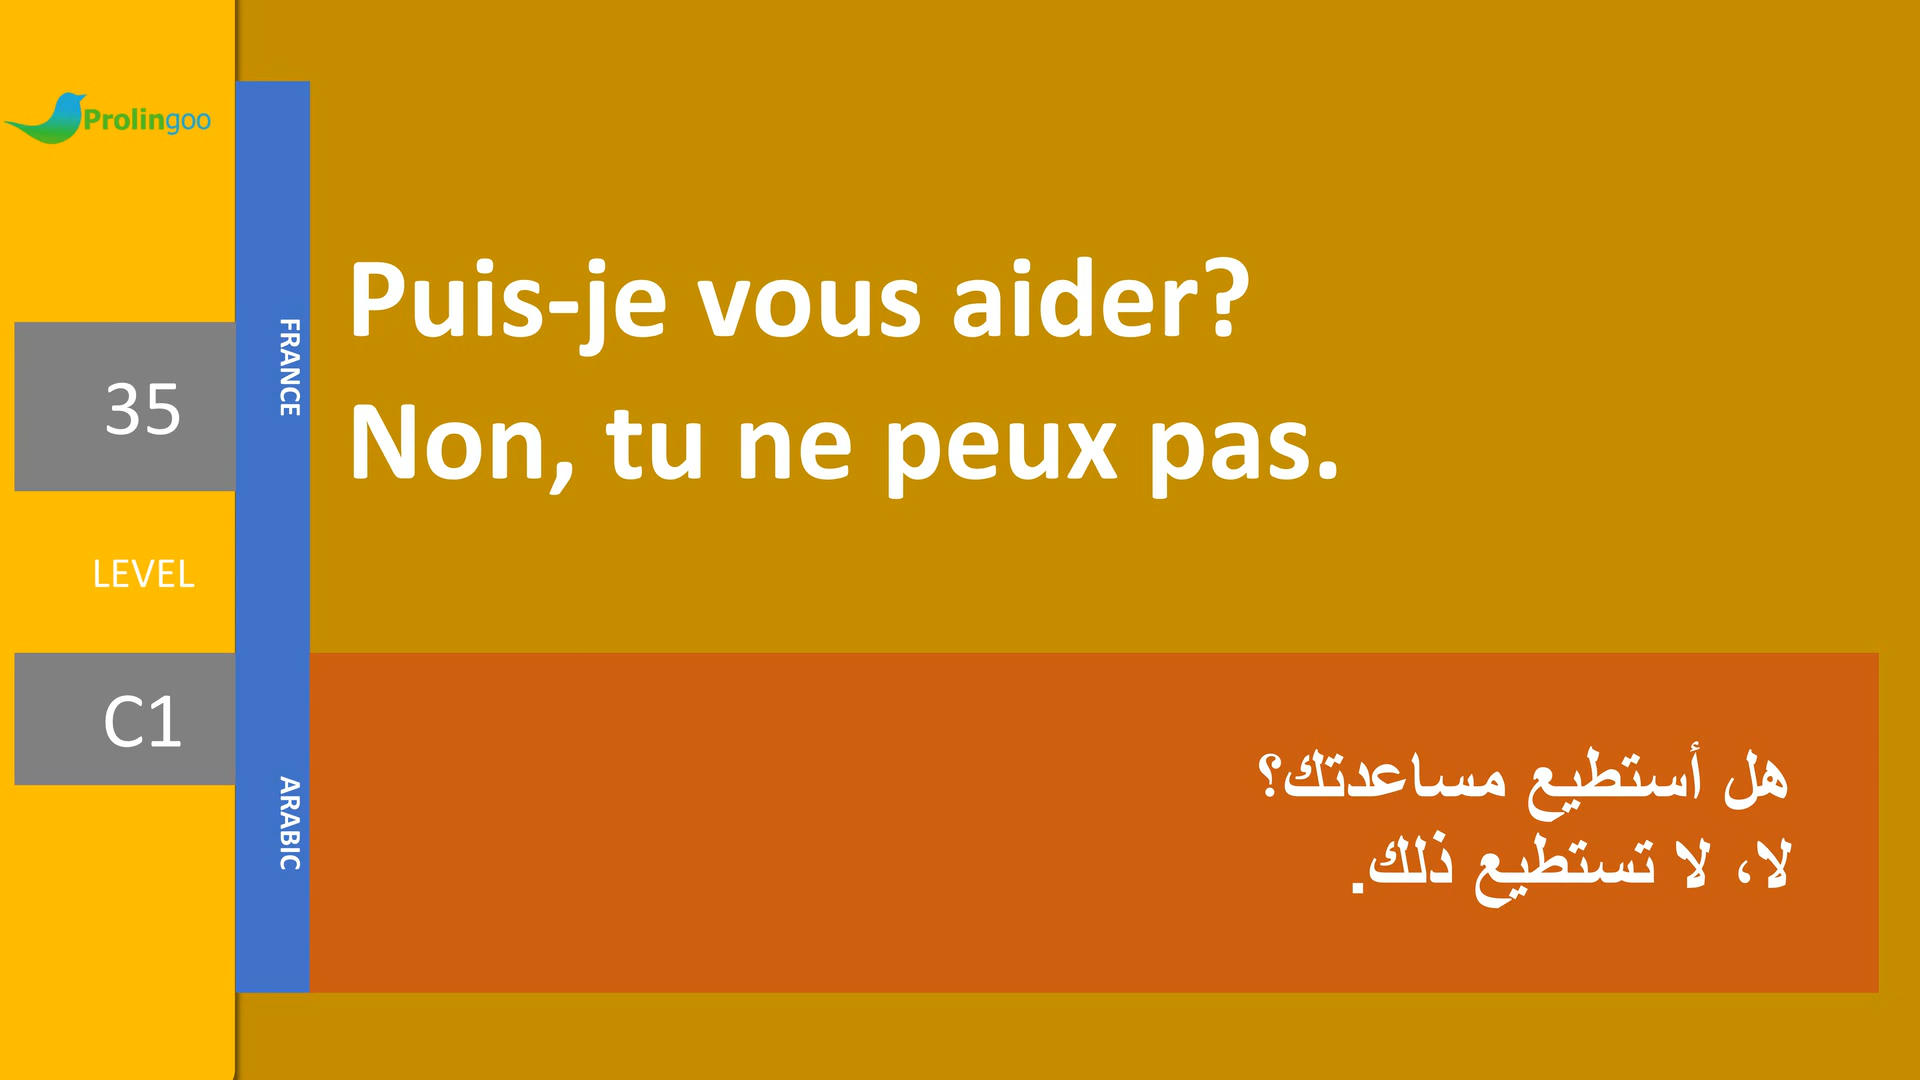 Prolingoo
35
LEVEL
C1
FRANCE
ARABIC
Puis-je vous aider?
Non, tu ne peux pas.
هل أستطيع مساعدتك؟
لا، لا تستطيع ذلك.